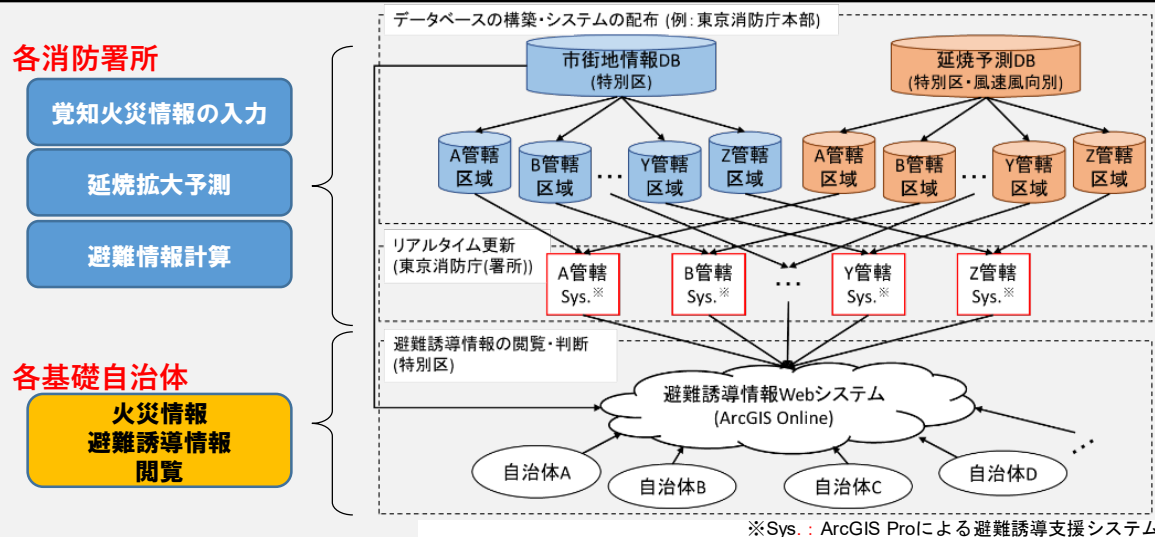 各消防署所
覚知火災情報の入力
延焼拡大予測
避難情報計算
各基礎自治体
火災情報
避難誘導情報
閲覧
データベースの構築・システムの配布 (例：東京消防庁本部)
市街地情報DB
(特別区)
延焼予測DB
(特別区・風速風向別)
A管轄
区域
B管轄
区域
…
Y管轄
区域
Z管轄
区域
A管轄
区域
B管轄
区域
…
Y管轄
区域
Z管轄
区域
リアルタイム更新
(東京消防庁(署所))
A管轄
Sys.※
B管轄
Sys.※
…
Y管轄
Sys.※
Z管轄
Sys.※
避難誘導情報の閲覧・判断
(特別区)
避難誘導情報Webシステム
(ArcGIS Online)
自治体A
自治体B
自治体C
自治体D
…
※Sys.：ArcGIS Proによる避難誘導支援システム